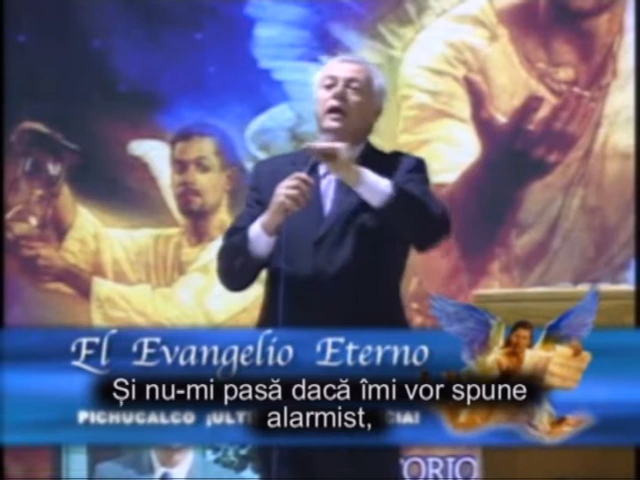 El Evangelio Eterno
Și nu-mi pasă dacă îmi vor spune
PICHUCALCO
alarmist,